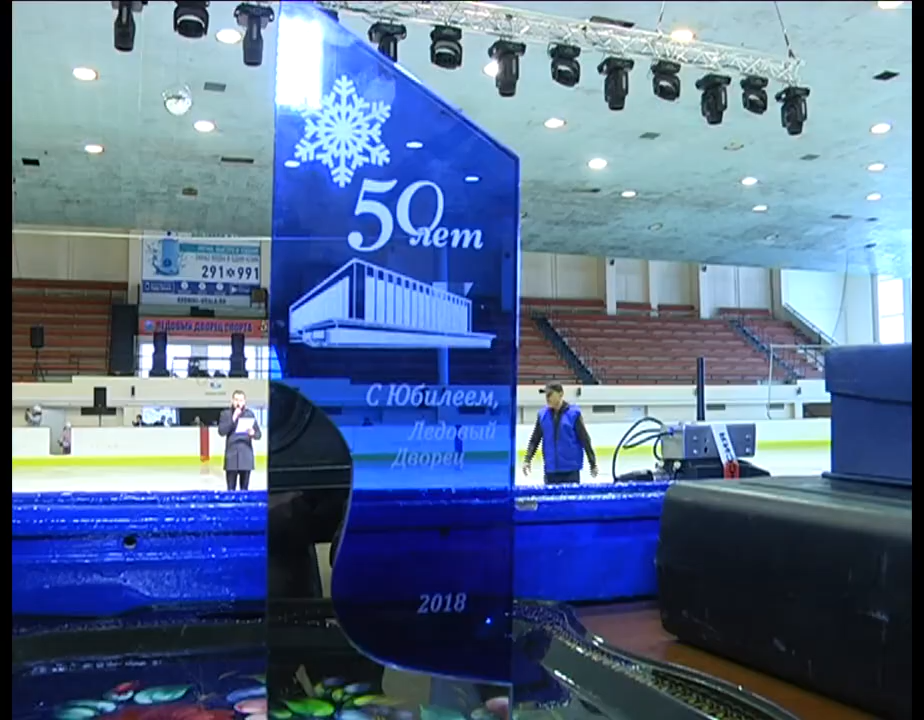 50
лет
С Юбилеем,
Ледовый
Дворец
2018
291 991
ЛЕДОВЫЙ ДВОРЕЦ СПОРТА